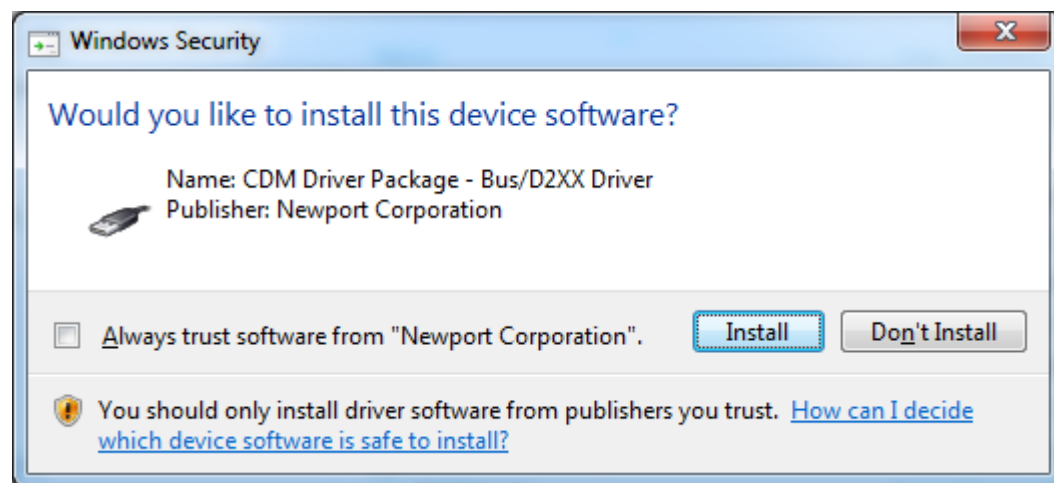 Windows Security
Would you like to install this device software?
Name: CDM Driver Package - Bus/D2XX Driver
Publisher: Newport Corporation
Always trust software from "Newport Corporation".
Install
Don't Install
You should only install driver software from publishers you trust. How can I decide
which device software is safe to install?